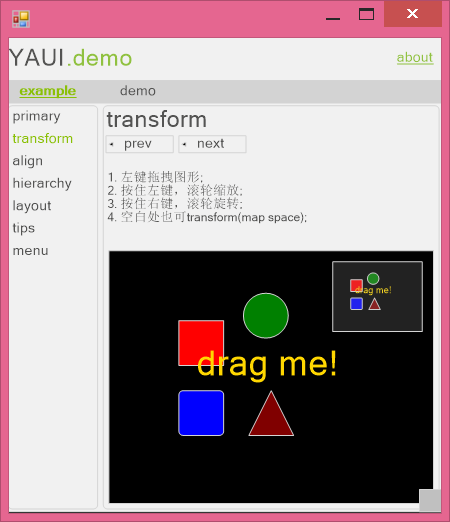 YAUI.demo
about
example
demo
primary
transform
align
hierarchy
layout
tips
menu
transform
prev
next
1. 左键拖拽图形;
2. 按住左键，滚轮缩放;
3. 按住右键，滚轮旋转;
4. 空白处也可transform(map space);
drag me!
drag me!